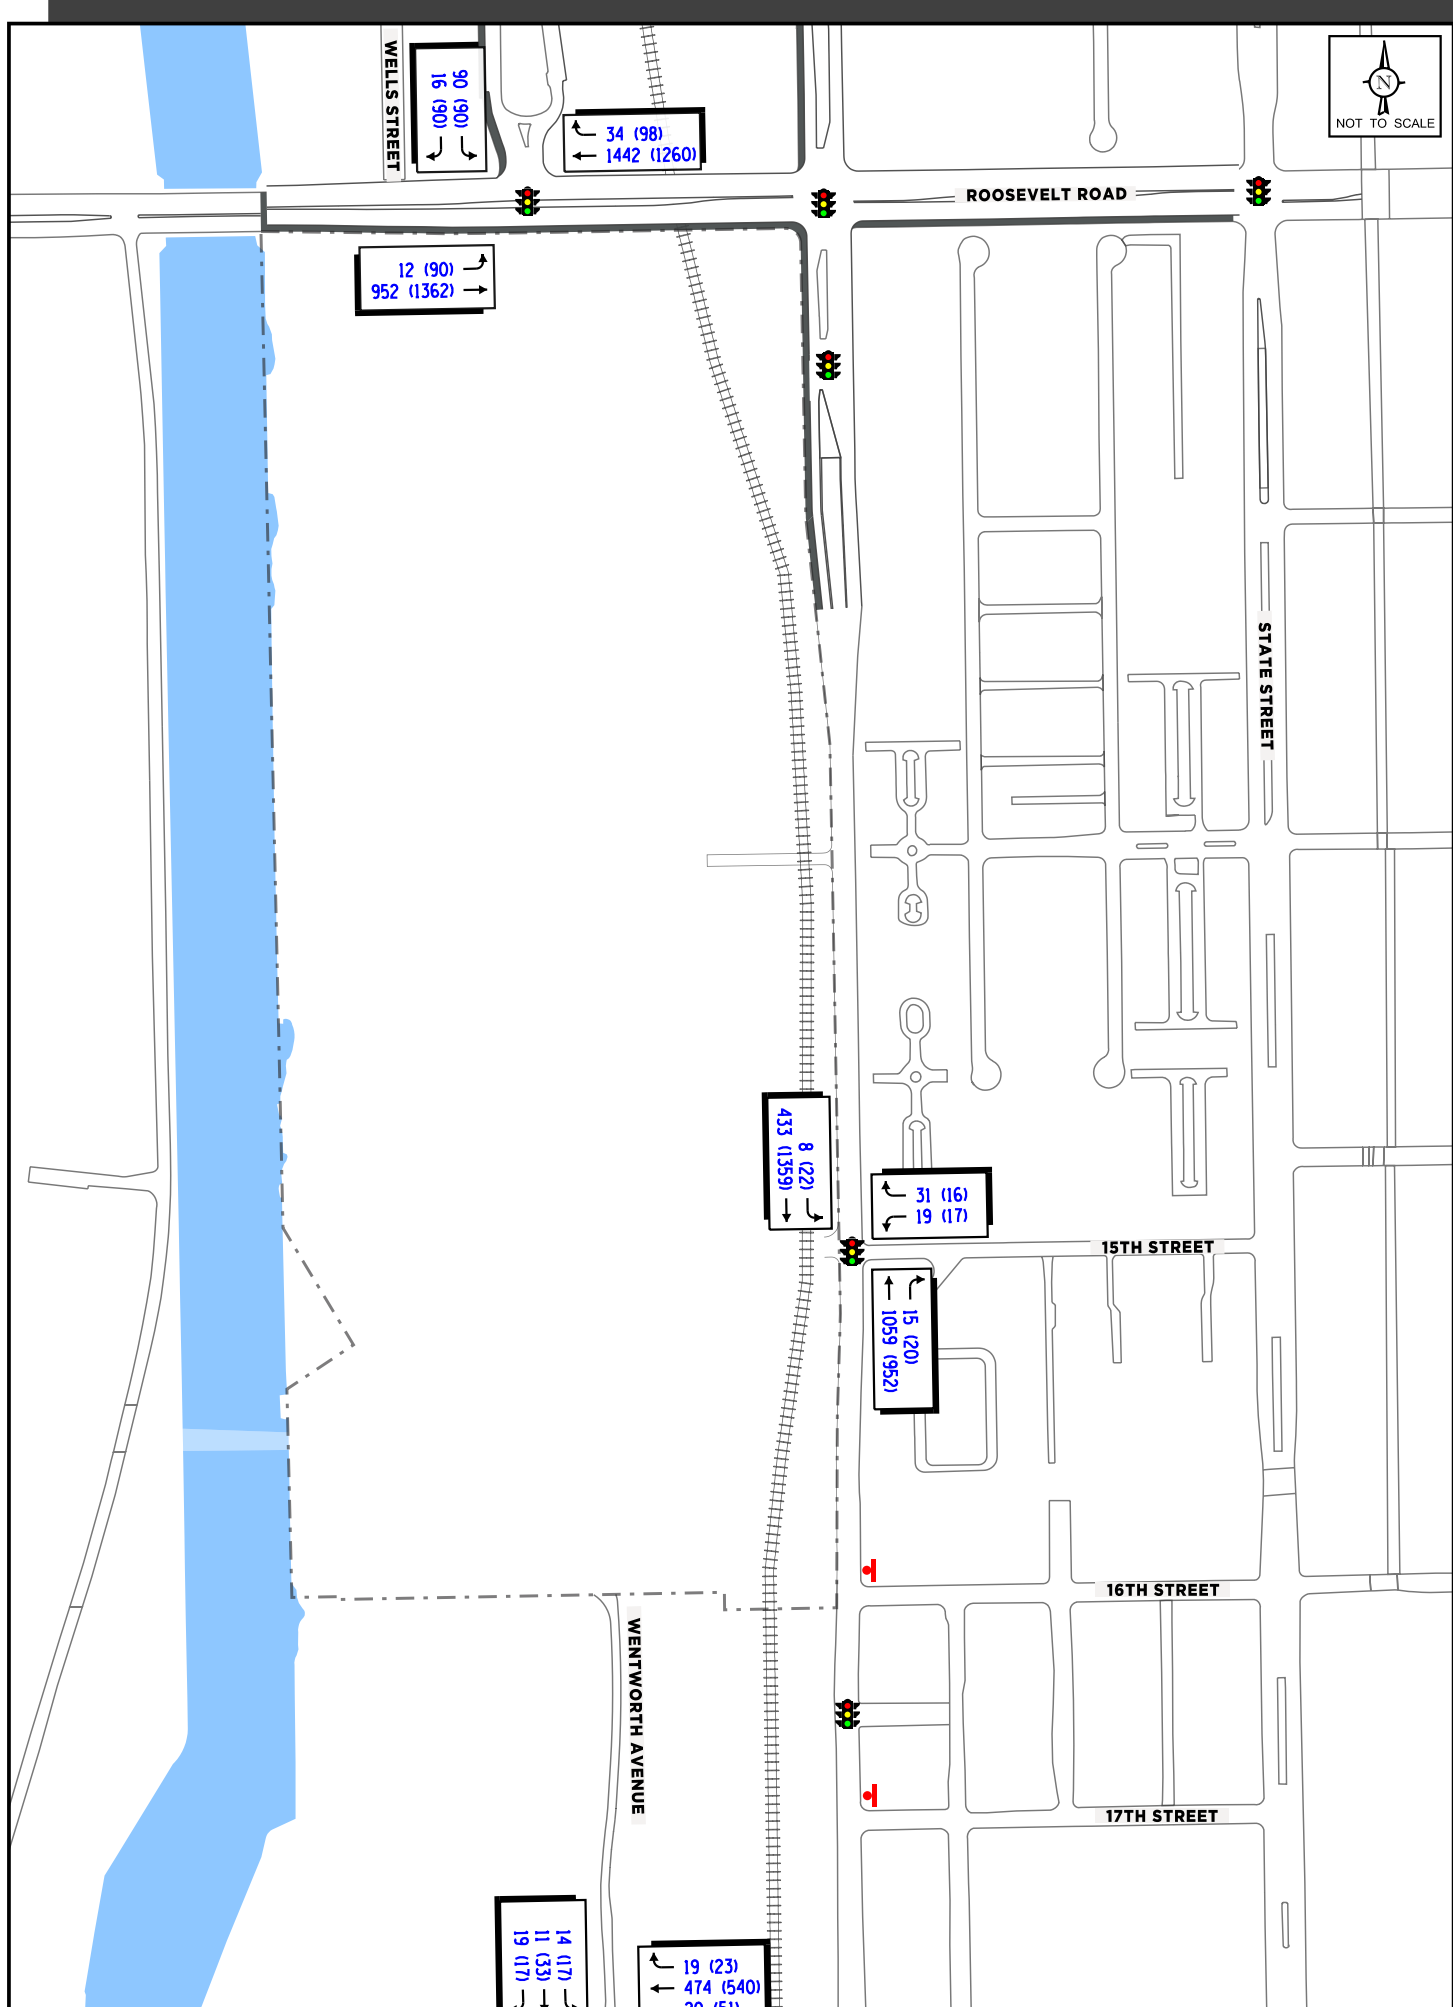 N
NOT TO SCALE
WELLS STREET
90 (90)
16 (90)
34 (98)
1442 (1260)
ROOSEVELT ROAD
12 (90)
952 (1362)
STATE STREET
8 (22)
433 (1359)
31 (16)
19 (17)
15TH STREET
15 (20)
1059 (952)
16TH STREET
WENTWORTH AVENUE
17TH STREET
14 (17)
11 (33)
19 (17)
19 (23)
474 (540)